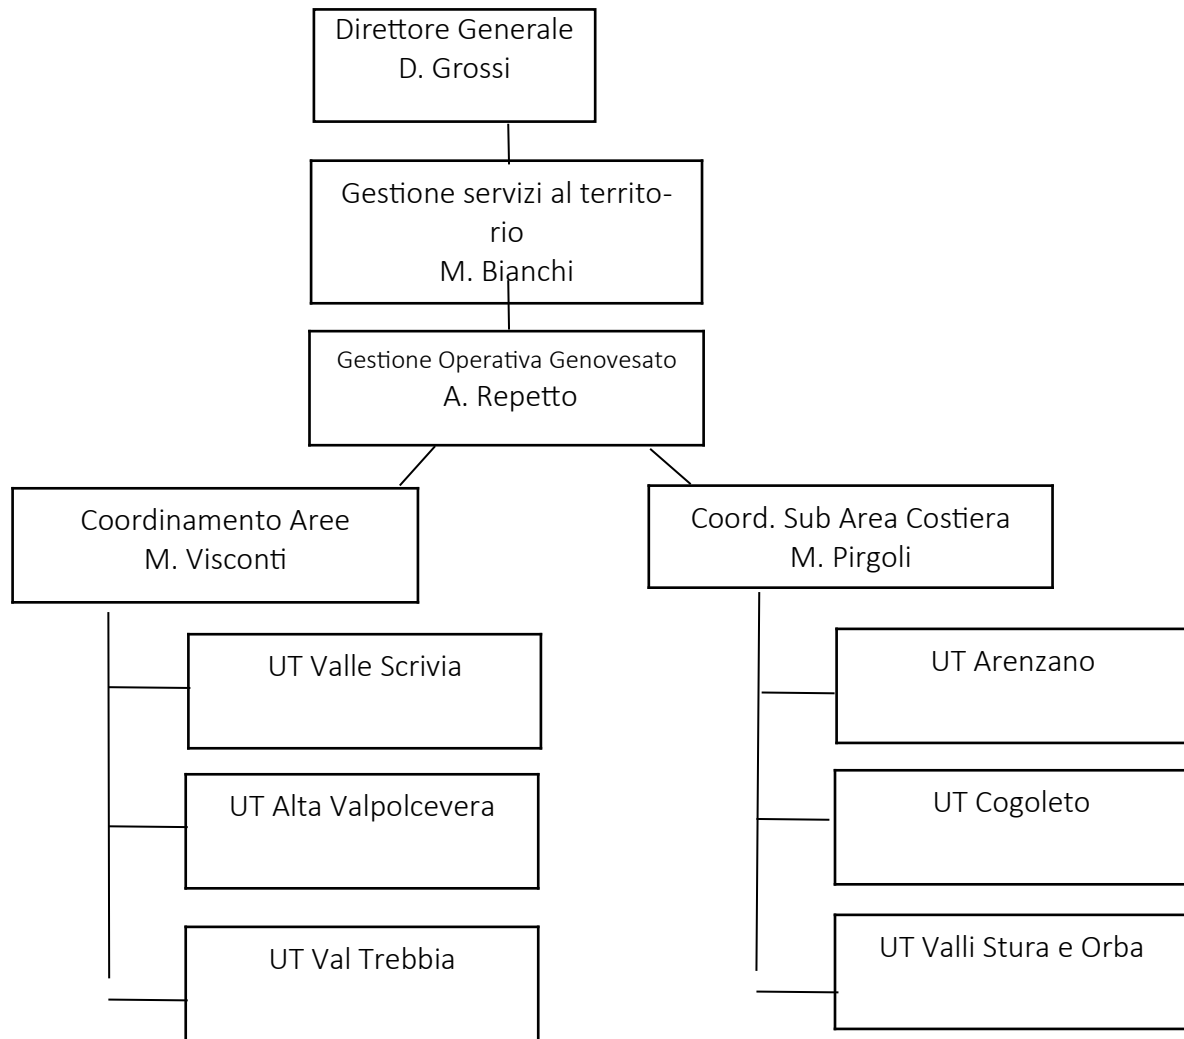 Direttore Generale
D. Grossi
Gestione servizi al territo-
rio
M. Bianchi
Gestione Operativa Genovesato
A. Repetto
Coordinamento Aree
M. Visconti
Coord. Sub Area Costiera
M. Pirgoli
UT Valle Scrivia
UT Alta Valpolcevera
UT Val Trebbia
UT Arenzano
UT Cogoleto
UT Valli Stura e Orba